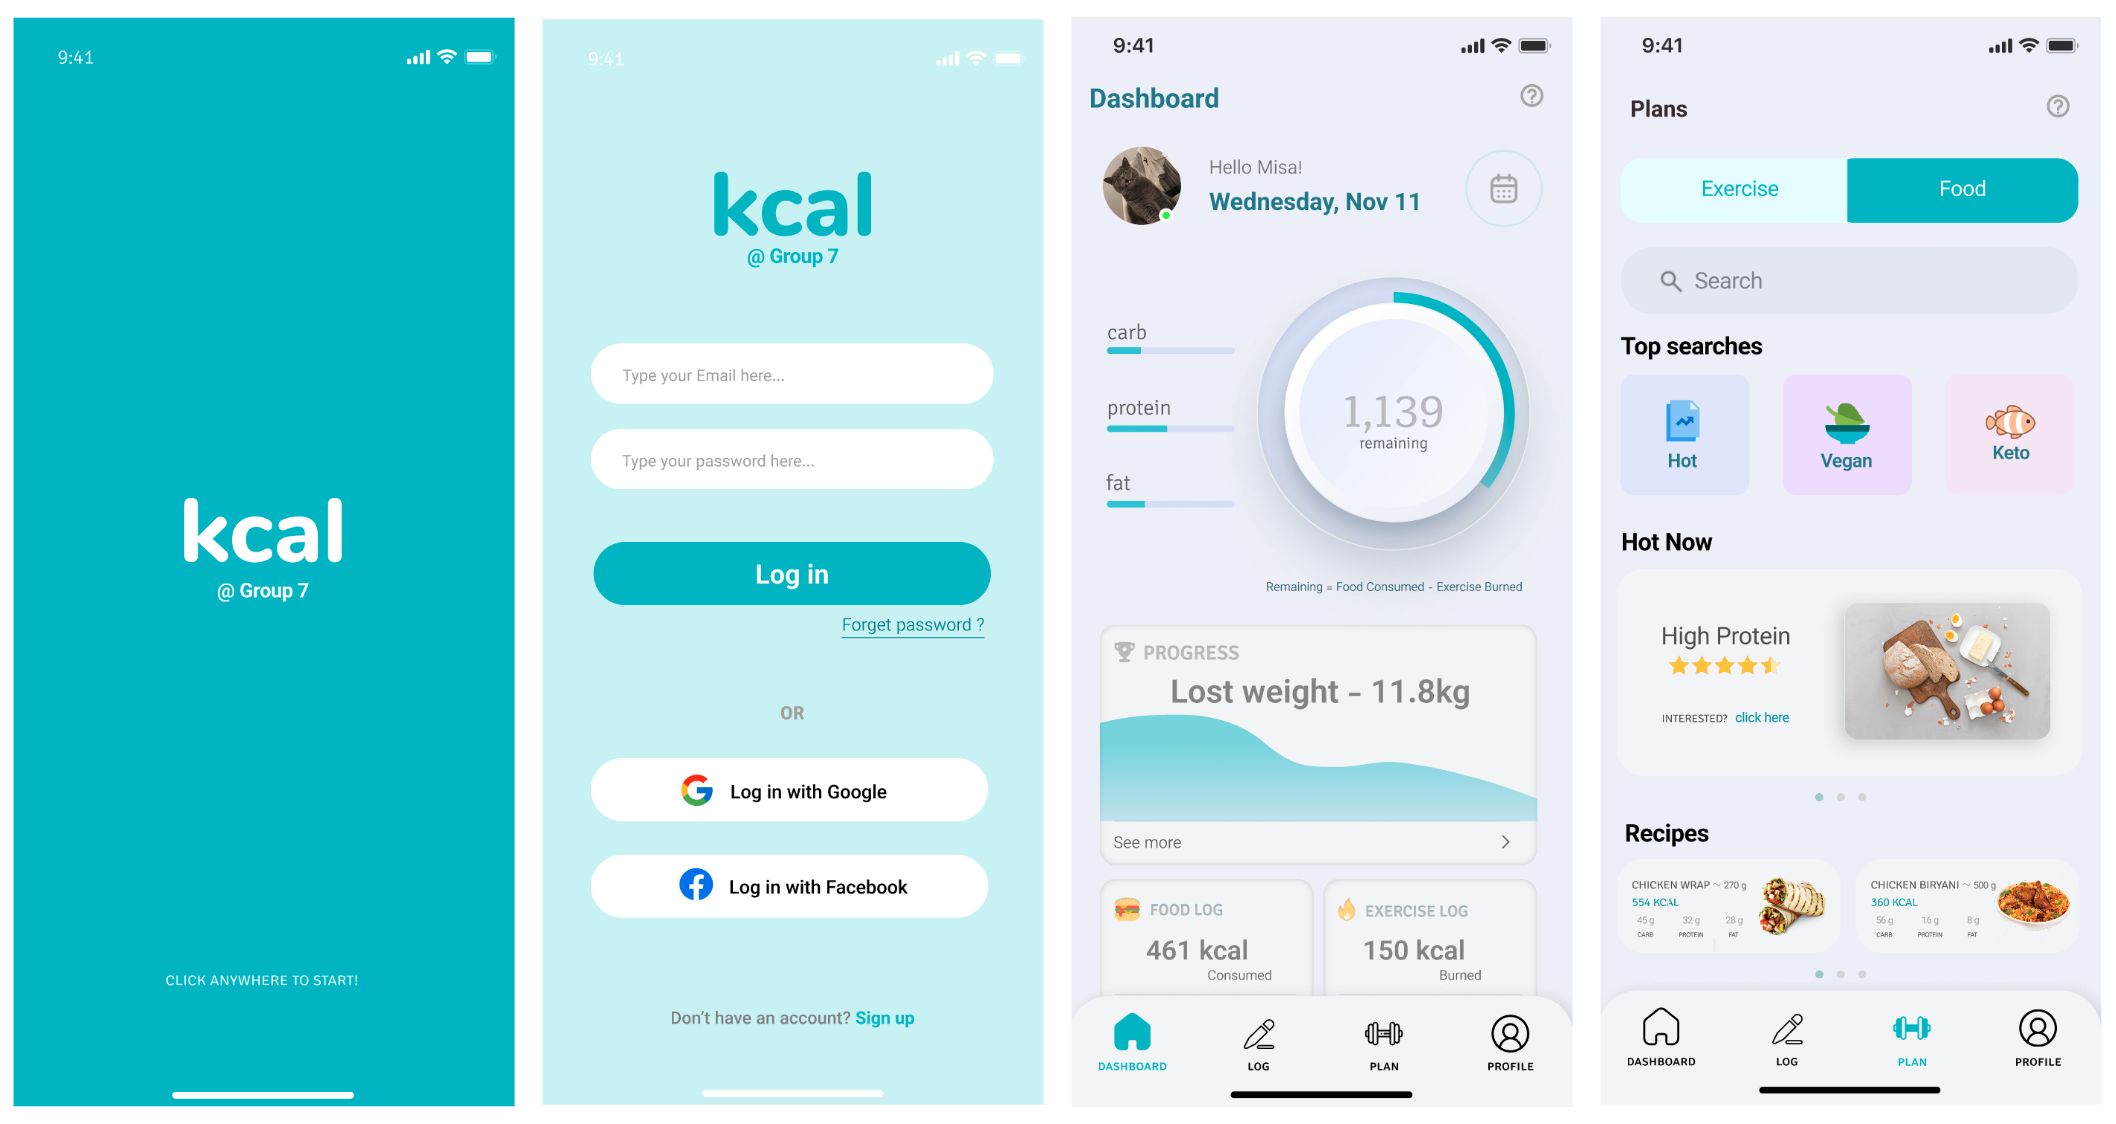 9:41
kcal
@ Group 7
CLICK ANYWHERE TO START!
9:41
kcal
@ Group 7
Type your Email here...
Type your password here...
Log in
Forget password ?
OR
Log in with Google
Log in with Facebook
Don't have an account? Sign up
9:41
Dashboard
Hello Misa!
Wednesday, Nov 11
carb
protein
fat
1,139
remaining
Remaining = Food Consumed - Exercise Burned
PROGRESS
Lost weight - 11.8kg
See more
FOOD LOG
461 kcal
Consumed
EXERCISE LOG
150 kcal
Burned
DASHBOARD
LOG
PLAN
PROFILE
9:41
Plans
Exercise
Food
Search
Top searches
Hot
Vegan
Keto
Hot Now
High Protein
INTERESTED? click here
Recipes
CHICKEN WRAP ~ 270 g
554 KCAL
45 g 32 g 28 g
CARB PROTEIN FAT
CHICKEN BIRYANI ~ 500 g
360 KCAL
56 g 16 g 8 g
CARB PROTEIN FAT
DASHBOARD
LOG
PLAN
PROFILE